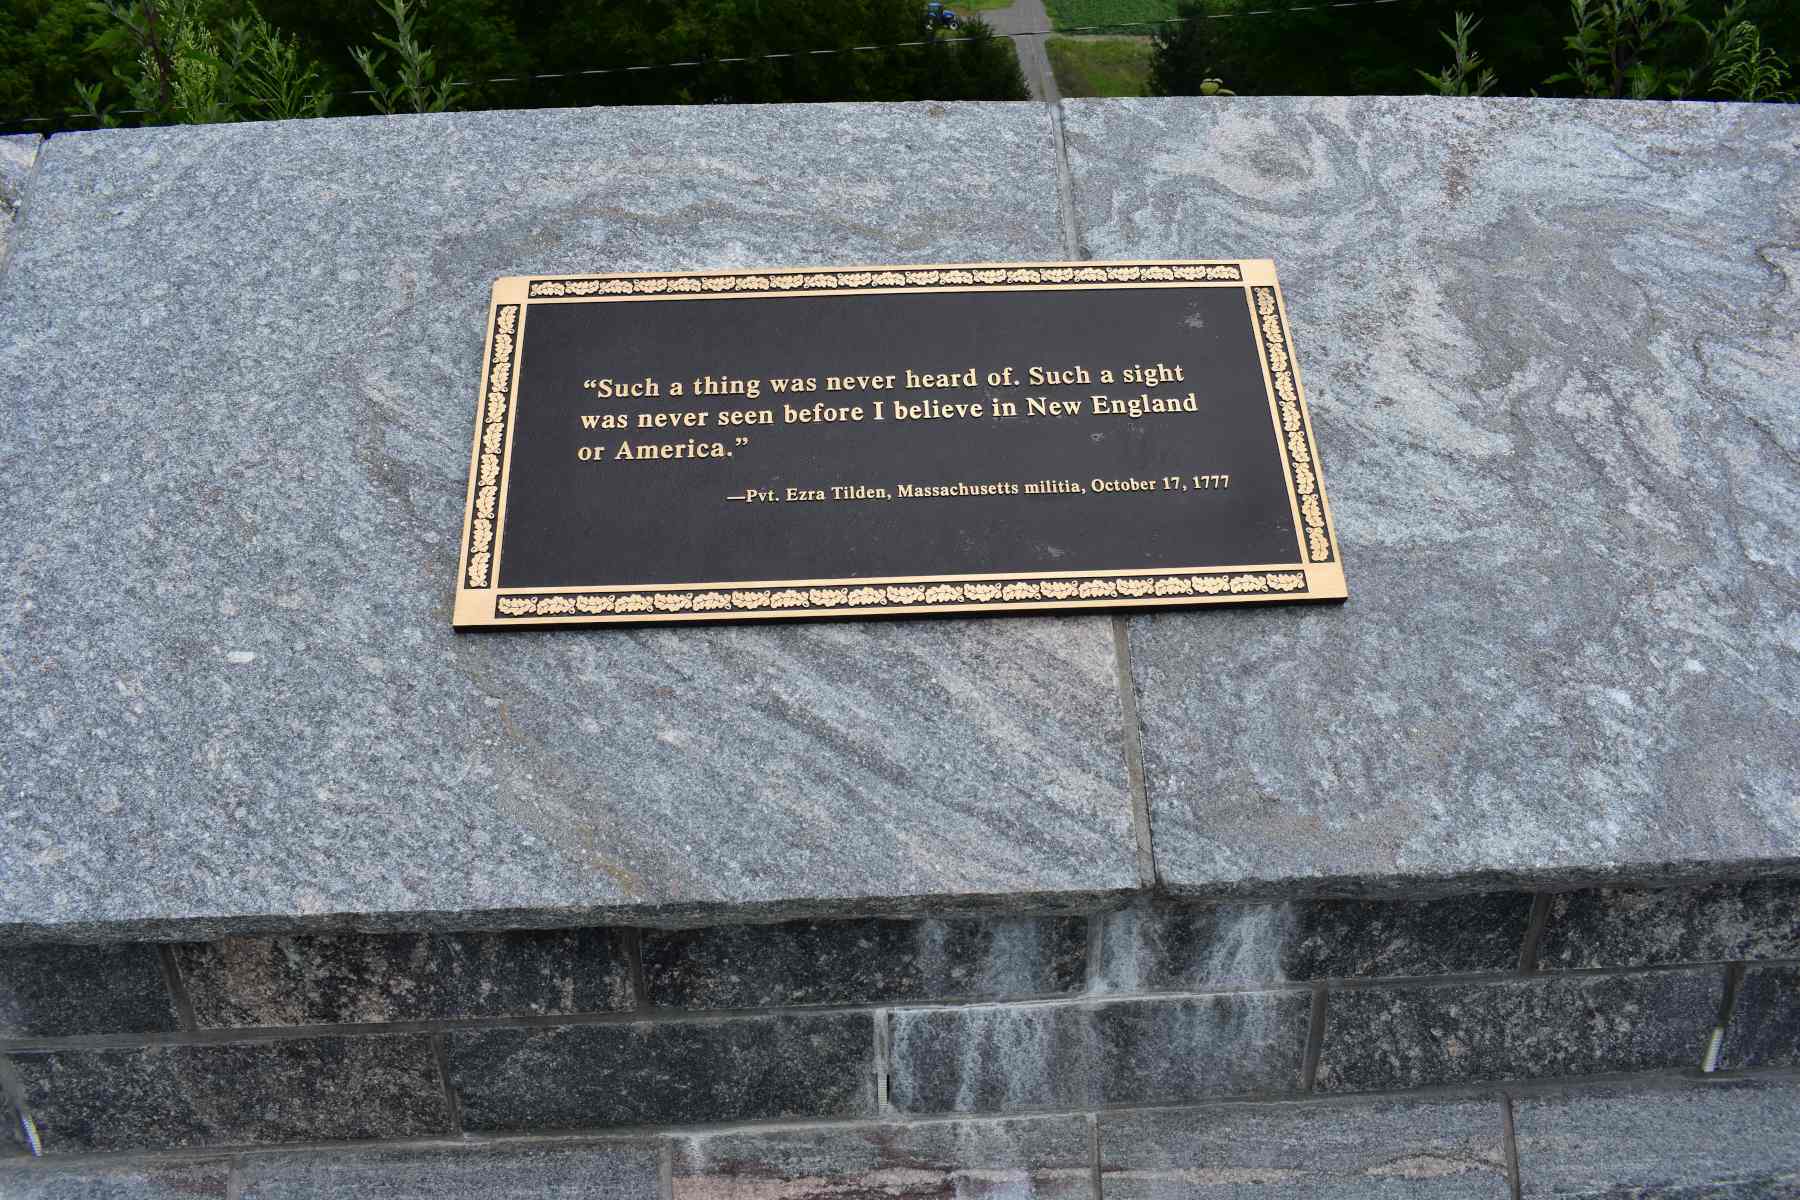 “Such a thing was never heard of. Such a sight
was never seen before I believe in New England
or America.”
—Pvt. Ezra Tilden, Massachusetts militia, October 17, 1777